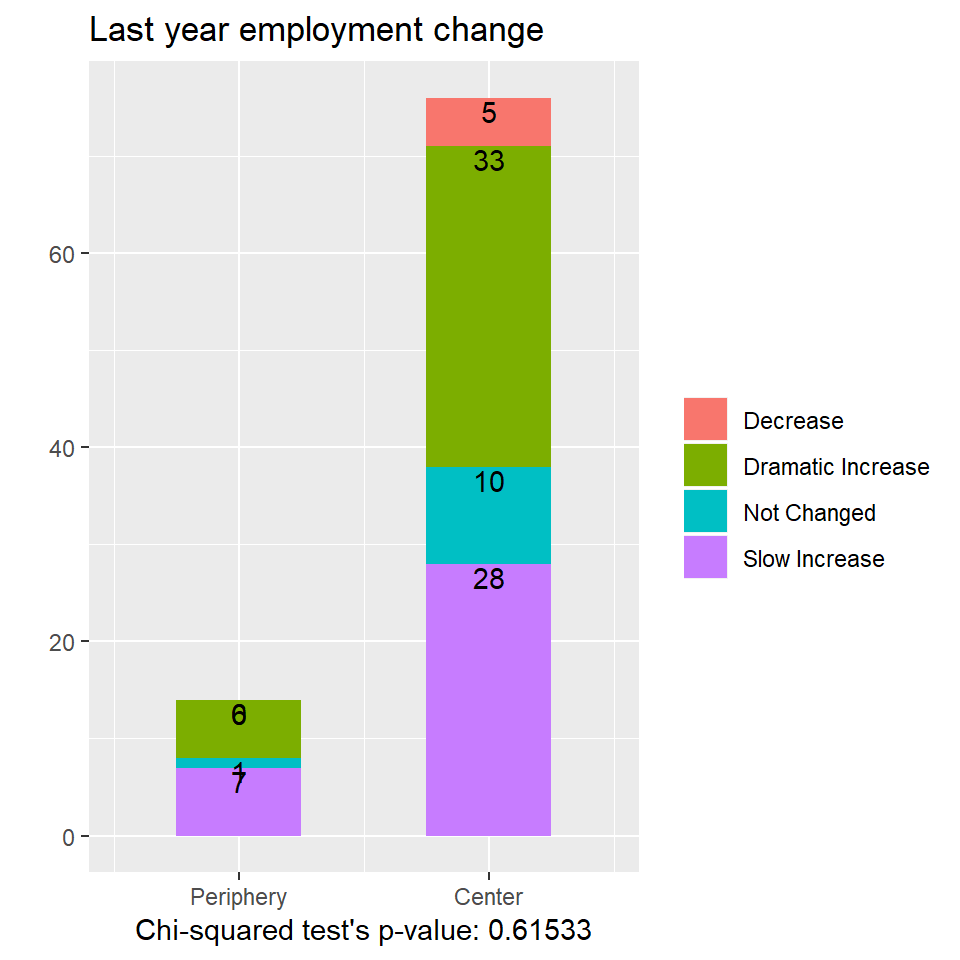 Last year employment change
5
33
60
40
10
28
20
0
6
1
7
0
Decrease
Dramatic Increase
Not Changed
Slow Increase
Periphery
Center
Chi-squared test's p-value: 0.61533